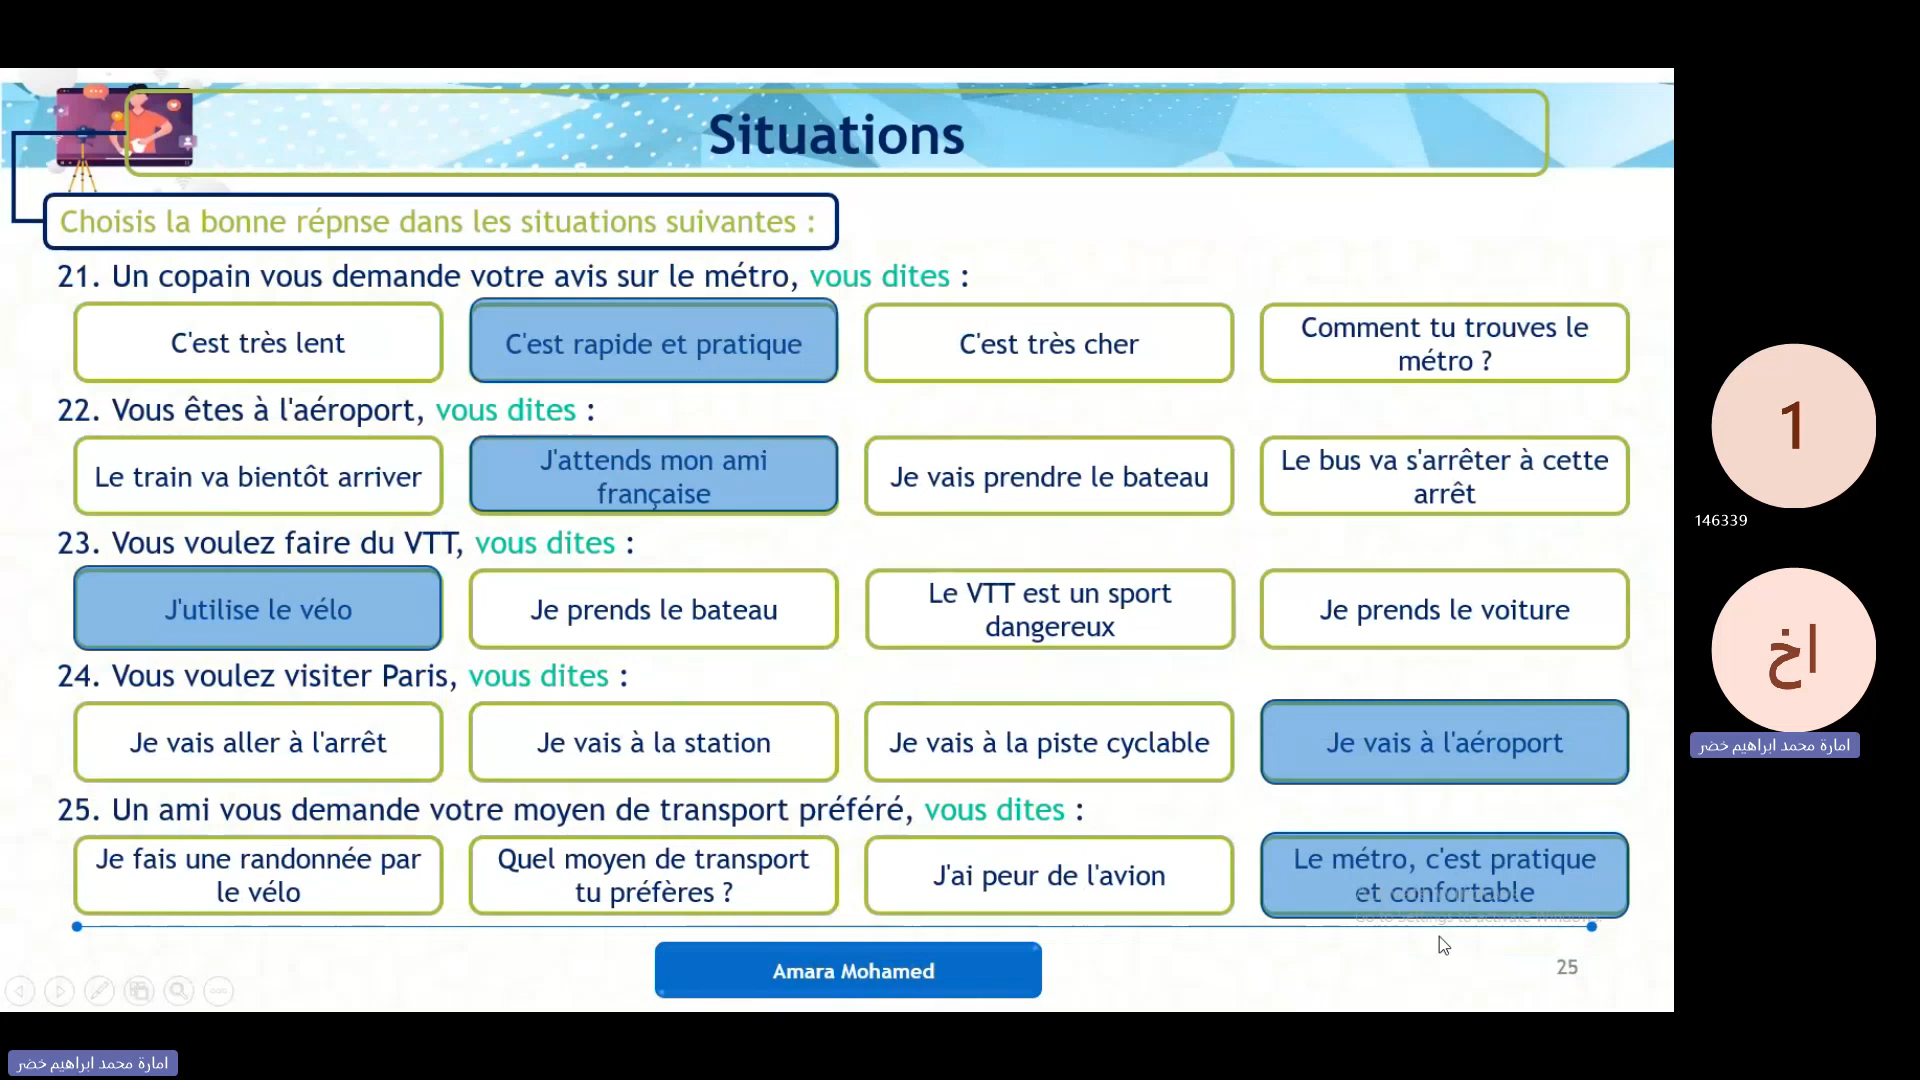 Situations
Choisis la bonne répnse dans les situations suivantes :
21. Un copain vous demande votre avis sur le métro, vous dites :
C'est très lent
C'est rapide et pratique
C'est très cher
Comment tu trouves le
métro ?
22. Vous êtes à l'aéroport, vous dites :
Le train va bientôt arriver
J'attends mon ami
française
Je vais prendre le bateau
Le bus va s'arrêter à cette
arrêt
23. Vous voulez faire du VTT, vous dites :
J'utilise le vélo
Je prends le bateau
Le VTT est un sport
dangereux
Je prends le voiture
24. Vous voulez visiter Paris, vous dites :
Je vais aller à l'arrêt
Je vais à la station
Je vais à la piste cyclable
Je vais à l'aéroport
25. Un ami vous demande votre moyen de transport préféré, vous dites :
Je fais une randonnée par
le vélo
Quel moyen de transport
tu préfères ?
J'ai peur de l'avion
Le métro, c'est pratique
et confortable
Go to Settings to activate Windows.
Amara Mohamed
25
1
146339
اخ
امارة محمد ابراهيم خضر
امارة محمد ابراهيم خضر